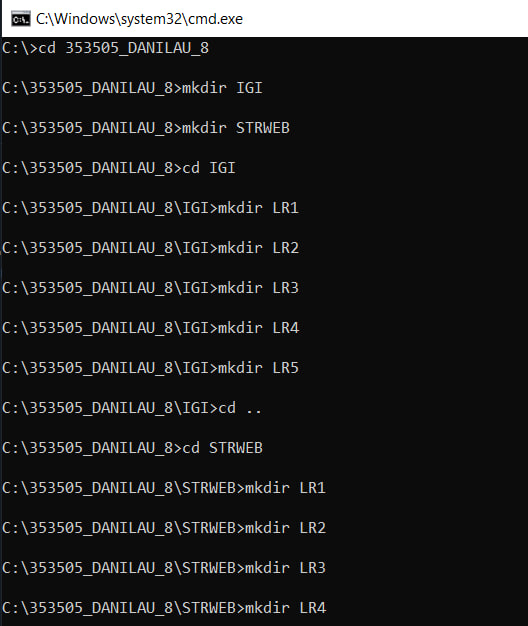 C:\Windows\system32\cmd.exe
C:\>cd 353505_DANILAU_8
C:\353505_DANILAU_8>mkdir IGI
C:\353505_DANILAU_8>mkdir STRWEB
C:\353505_DANILAU_8>cd IGI
C:\353505_DANILAU_8\IGI>mkdir LR1
C:\353505_DANILAU_8\IGI>mkdir LR2
C:\353505_DANILAU_8\IGI>mkdir LR3
C:\353505_DANILAU_8\IGI>mkdir LR4
C:\353505_DANILAU_8\IGI>mkdir LR5
C:\353505_DANILAU_8\IGI>cd ..
C:\353505_DANILAU_8>cd STRWEB
C:\353505_DANILAU_8\STRWEB>mkdir LR1
C:\353505_DANILAU_8\STRWEB>mkdir LR2
C:\353505_DANILAU_8\STRWEB>mkdir LR3
C:\353505_DANILAU_8\STRWEB>mkdir LR4